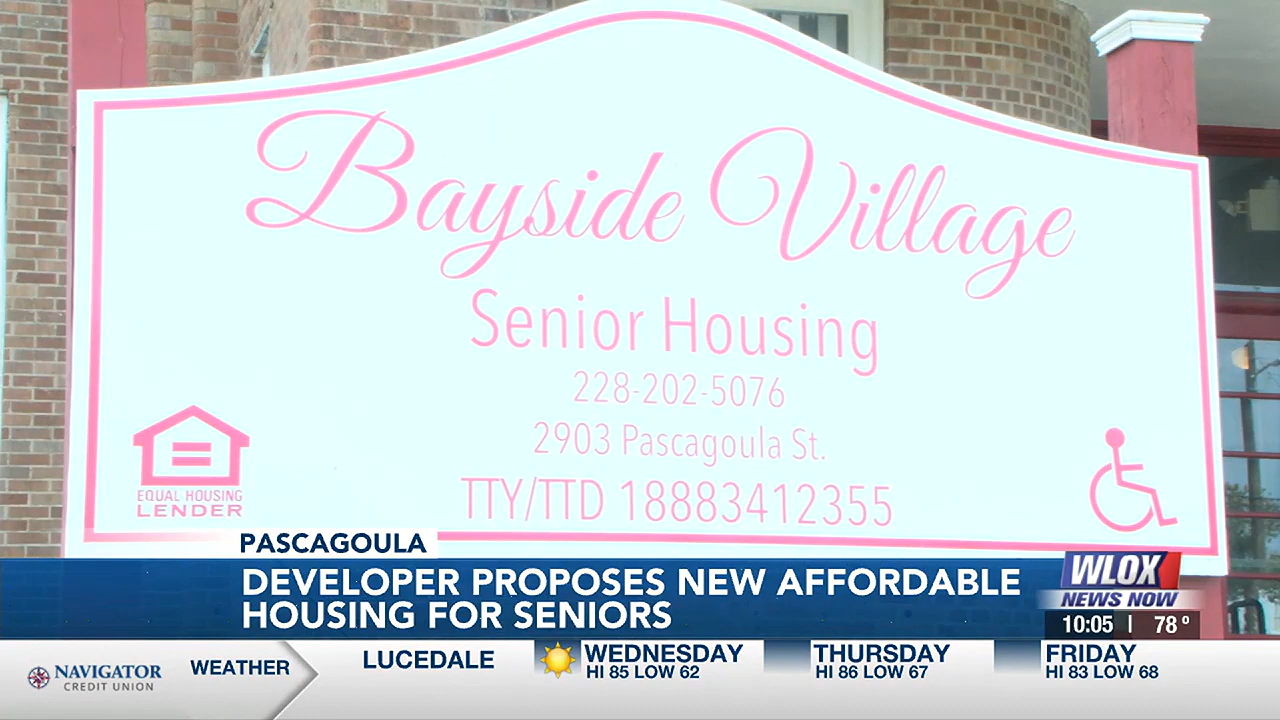 Bayside Village
Senior Housing
228-202-5076
2903 Pascagoula St.
TTY/TTD 18883412355
EQUAL HOUSING
LENDER
PASCAGOULA
DEVELOPER PROPOSES NEW AFFORDABLE
HOUSING FOR SENIORS
WLOX
NEWS NOW
10:05 | 78°
NAVIGATOR
CREDIT UNION
WEATHER
LUCEDALE
WEDNESDAY
HI 85 LOW 62
THURSDAY
HI 86 LOW 67
FRIDAY
HI 83 LOW 68